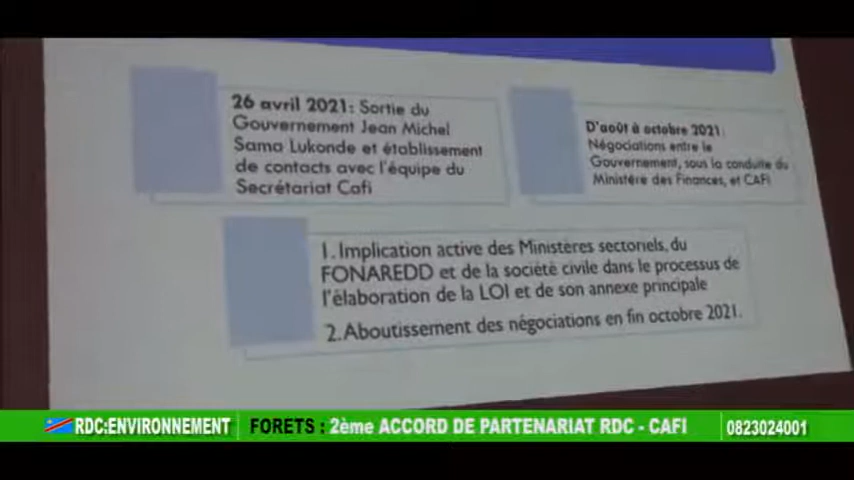 26 avril 2021: Sortie du
Gouvernement Jean Michel
Sama Lukonde et établissement
de contacts avec l'équipe du
Secrétariat Cafi
D'août à octobre 2021:
Négociations entre le
Gouvernement, sous la conduite du
Ministère des Finances, et CAFI
1. Implication active des Ministères sectoriels, du
FONAREDD et de la société civile dans le processus de
l'élaboration de la LOI et de son annexe principale
2. Aboutissement des négociations en fin octobre 2021.
RDC:ENVIRONNEMENT
FORETS : 2ème ACCORD DE PARTENARIAT RDC - CAFI
0823024001